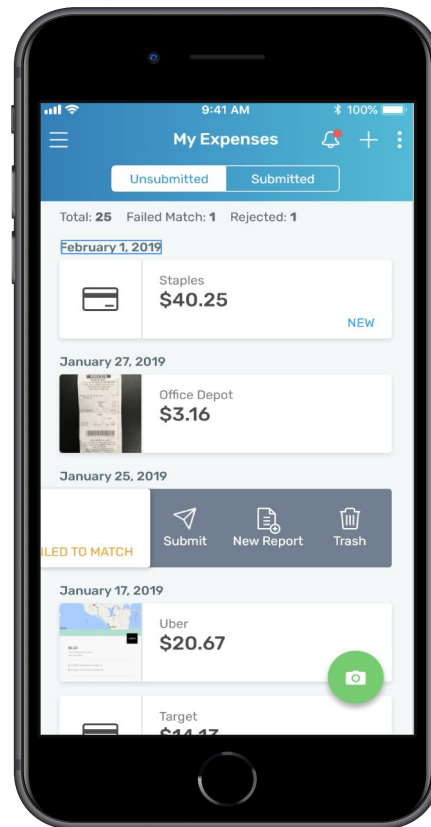 9:41 AM
100%
My Expenses
Unsubmitted
Submitted
Total: 25 Failed Match: 1 Rejected: 1
February 1, 2019
Staples
$40.25
NEW
January 27, 2019
Office Depot
$3.16
January 25, 2019
ILED TO MATCH
Submit
New Report
Trash
January 17, 2019
Uber
$20.67
Target
$14.13